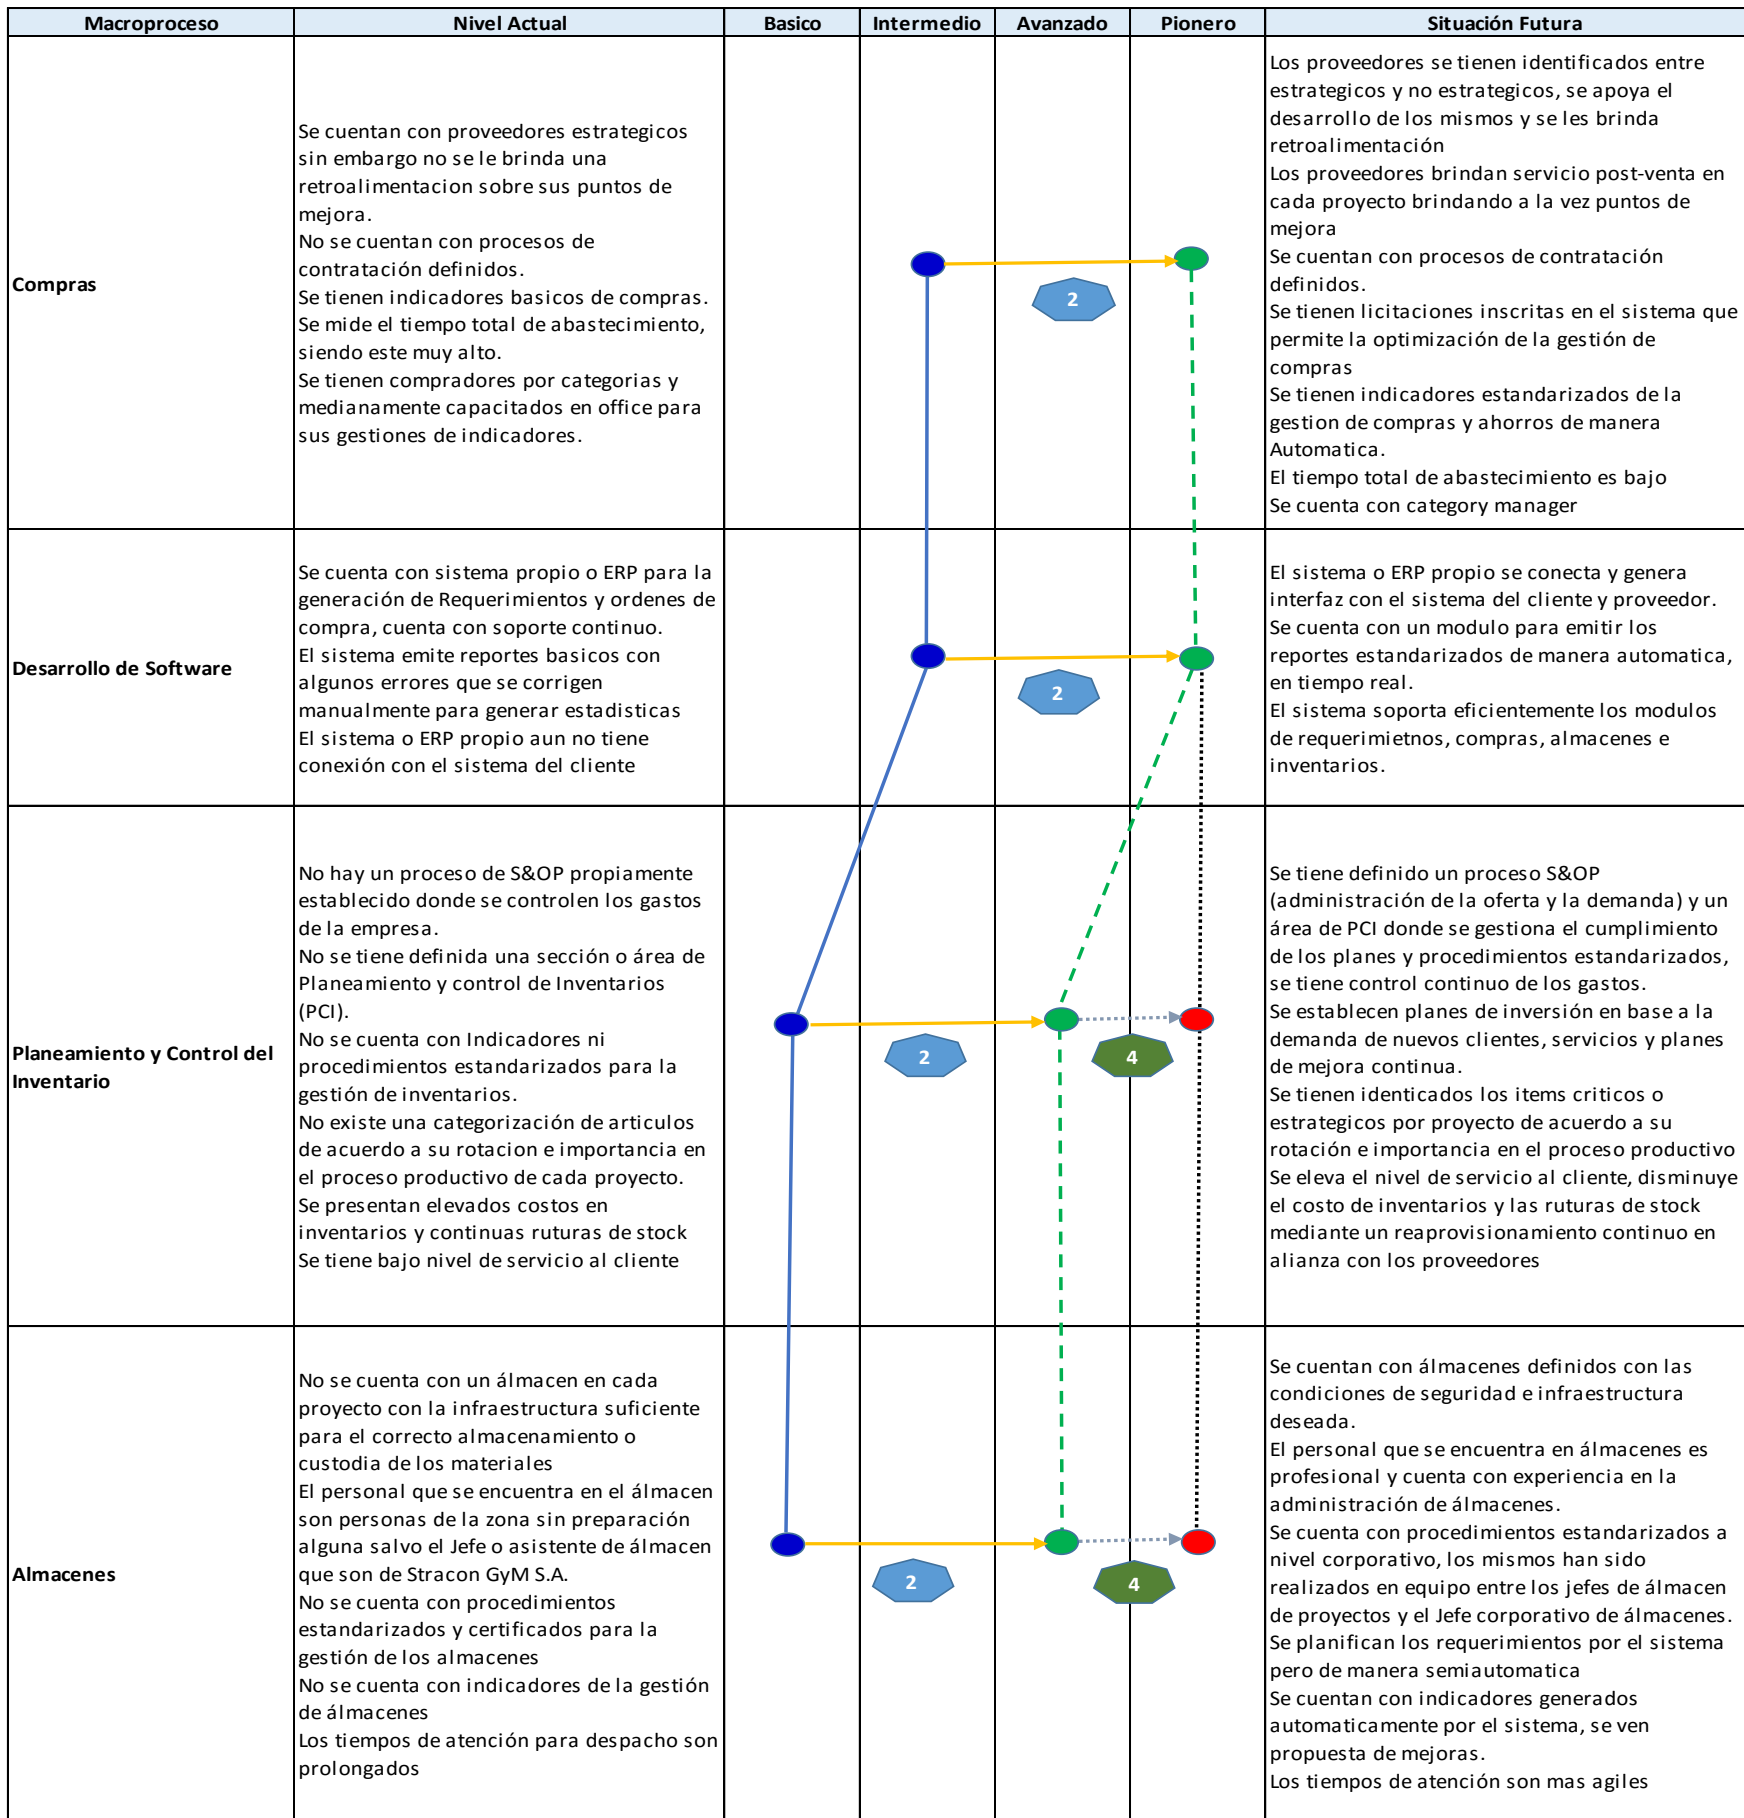 Macroproceso Nivel Actual Basico Intermedio Avanzado Pionero Situación Futura
Compras
Se cuentan con proveedores estrategicos
sin embargo no se le brinda una
retroalimentacion sobre sus puntos de
mejora.
No se cuentan con procesos de
contratación definidos.
Se tienen indicadores basicos de compras.
Se mide el tiempo total de abastecimiento,
siendo este muy alto.
Se tienen compradores por categorias y
medianamente capacitados en office para
sus gestiones de indicadores.
2
Los proveedores se tienen identificados entre
estrategicos y no estrategicos, se apoya el
desarrollo de los mismos y se les brinda
retroalimentación
Los proveedores brindan servicio post-venta en
cada proyecto brindando a la vez puntos de
mejora
Se cuentan con procesos de contratación
definidos.
Se tienen licitaciones inscritas en el sistema que
permite la optimización de la gestión de
compras
Se tienen indicadores estandarizados de la
gestion de compras y ahorros de manera
Automatica.
El tiempo total de abastecimiento es bajo
Se cuenta con category manager
Desarrollo de Software
Se cuenta con sistema propio o ERP para la
generación de Requerimientos y ordenes de
compra, cuenta con soporte continuo.
El sistema emite reportes basicos con
algunos errores que se corrigen
manualmente para generar estadisticas
El sistema o ERP propio aun no tiene
conexión con el sistema del cliente
2
El sistema o ERP propio se conecta y genera
interfaz con el sistema del cliente y proveedor.
Se cuenta con un modulo para emitir los
reportes estandarizados de manera automatica,
en tiempo real.
El sistema soporta eficientemente los modulos
de requerimietnos, compras, almacenes e
inventarios.
Planeamiento y Control del
Inventario
No hay un proceso de S&OP propiamente
establecido donde se controlen los gastos
de la empresa.
No se tiene definida una sección o área de
Planeamiento y control de Inventarios
(PCI).
No se cuenta con Indicadores ni
procedimientos estandarizados para la
gestión de inventarios.
No existe una categorización de articulos
de acuerdo a su rotacion e importancia en
el proceso productivo de cada proyecto.
Se presentan elevados costos en
inventarios y continuas ruturas de stock
Se tiene bajo nivel de servicio al cliente
2
4
Se tiene definido un proceso S&OP
(administración de la oferta y la demanda) y un
área de PCI donde se gestiona el cumplimiento
de los planes y procedimientos estandarizados,
se tiene control continuo de los gastos.
Se establecen planes de inversión en base a la
demanda de nuevos clientes, servicios y planes
de mejora continua.
Se tienen identicados los items criticos o
estrategicos por proyecto de acuerdo a su
rotación e importancia en el proceso productivo
Se eleva el nivel de servicio al cliente, disminuye
el costo de inventarios y las ruturas de stock
mediante un reaprovisionamiento continuo en
alianza con los proveedores
Almacenes
No se cuenta con un álmacen en cada
proyecto con la infraestructura suficiente
para el correcto almacenamiento o
custodia de los materiales
El personal que se encuentra en el álmacen
son personas de la zona sin preparación
alguna salvo el Jefe o asistente de álmacen
que son de Stracon GyM S.A.
No se cuenta con procedimientos
estandarizados y certificados para la
gestión de los almacenes
No se cuenta con indicadores de la gestión
de álmacenes
Los tiempos de atención para despacho son
prolongados
2
4
Se cuentan con álmacenes definidos con las
condiciones de seguridad e infraestructura
deseada.
El personal que se encuentra en álmacenes es
profesional y cuenta con experiencia en la
administración de álmacenes.
Se cuenta con procedimientos estandarizados a
nivel corporativo, los mismos han sido
realizados en equipo entre los jefes de álmacen
de proyectos y el Jefe corporativo de álmacenes.
Se planifican los requerimientos por el sistema
pero de manera semiautomatica
Se cuentan con indicadores generados
automaticamente por el sistema, se ven
propuesta de mejoras.
Los tiempos de atención son mas agiles